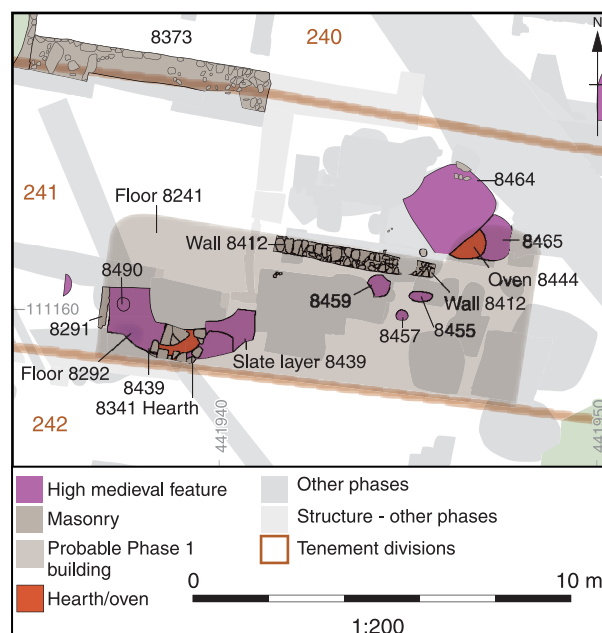 8373
240
N
241
Floor 8241
8464
Wall 8412
8465
8490
Oven 8444
8459
Wall 8412
111160
8291
8457
8455
Floor 8292
Slate layer 8439
8439
8341 Hearth
242
441940
441950
High medieval feature
Masonry
Probable Phase 1
building
Hearth/oven
Other phases
Structure - other phases
Tenement divisions
0
10 m
1:200